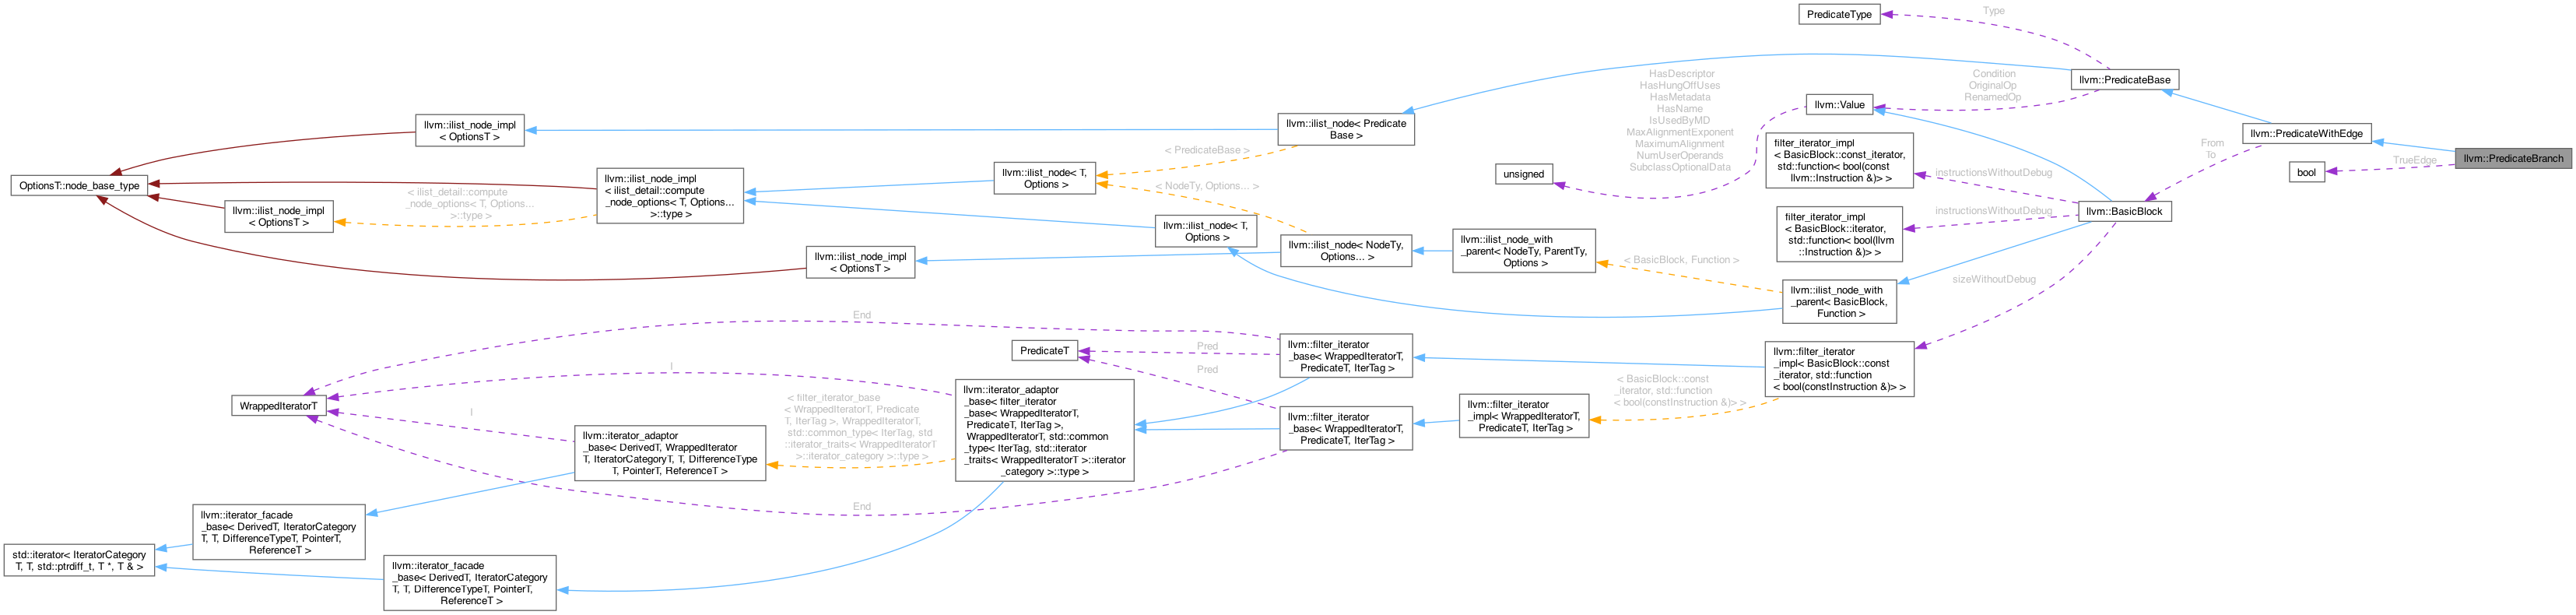 PredicateType
Type
llvm::PredicateBase
HasDescriptor
HasHungOffUses
HasMetadata
HasName
IsUsedByMD
MaxAlignmentExponent
MaximumAlignment
NumUserOperands
SubclassOptionalData
Condition
OriginalOp
RenamedOp
llvm::Value
llvm::ilist_node_impl
< OptionsT >
llvm::ilist_node< Predicate
Base >
llvm::PredicateWithEdge
From
To
llvm::PredicateBranch
TrueEdge
bool
filter_iterator_impl
< BasicBlock::const_iterator,
std::function< bool(const
llvm::Instruction &)> >
instructionsWithoutDebug
< PredicateBase >
unsigned
llvm::ilist_node< T,
Options >
OptionsT::node_base_type
llvm::ilist_node_impl
< ilist_detail::compute
_node_options< T, Options...
>::type >
< ilist_detail::compute
_node_options< T, Options...
>::type >
< NodeTy, Options... >
llvm::ilist_node_impl
< OptionsT >
llvm::BasicBlock
instructionsWithoutDebug
filter_iterator_impl
< BasicBlock::iterator,
std::function< bool(llvm
::Instruction &)> >
llvm::ilist_node< T,
Options >
llvm::ilist_node< NodeTy,
Options... >
llvm::ilist_node_with
_parent< NodeTy, ParentTy,
Options >
< BasicBlock, Function >
llvm::ilist_node_impl
< OptionsT >
sizeWithoutDebug
llvm::ilist_node_with
_parent< BasicBlock,
Function >
End
Pred
PredicateT
Pred
llvm::filter_iterator
_base< WrappedIteratorT,
PredicateT, IterTag >
llvm::filter_iterator
_impl< BasicBlock::const
_iterator, std::function
< bool(constInstruction &)> >
I
WrappedIteratorT
I
< filter_iterator_base
< WrappedIteratorT, Predicate
T, IterTag >, WrappedIteratorT,
std::common_type< IterTag, std
::iterator_traits< WrappedIteratorT
>::iterator_category >::type >
llvm::iterator_adaptor
_base< filter_iterator
_base< WrappedIteratorT,
PredicateT, IterTag >,
WrappedIteratorT, std::common
_type< IterTag, std::iterator
_traits< WrappedIteratorT >::iterator
_category >::type >
llvm::filter_iterator
_base< WrappedIteratorT,
PredicateT, IterTag >
llvm::filter_iterator
_impl< WrappedIteratorT,
PredicateT, IterTag >
< BasicBlock::const
_iterator, std::function
< bool(constInstruction &)> >
llvm::iterator_adaptor
_base< DerivedT, WrappedIterator
T, IteratorCategoryT, T, DifferenceType
T, PointerT, ReferenceT >
End
llvm::iterator_facade
_base< DerivedT, IteratorCategory
T, T, DifferenceTypeT, PointerT,
ReferenceT >
std::iterator< IteratorCategory
T, T, std::ptrdiff_t, T *, T & >
llvm::iterator_facade
_base< DerivedT, IteratorCategory
T, T, DifferenceTypeT, PointerT,
ReferenceT >